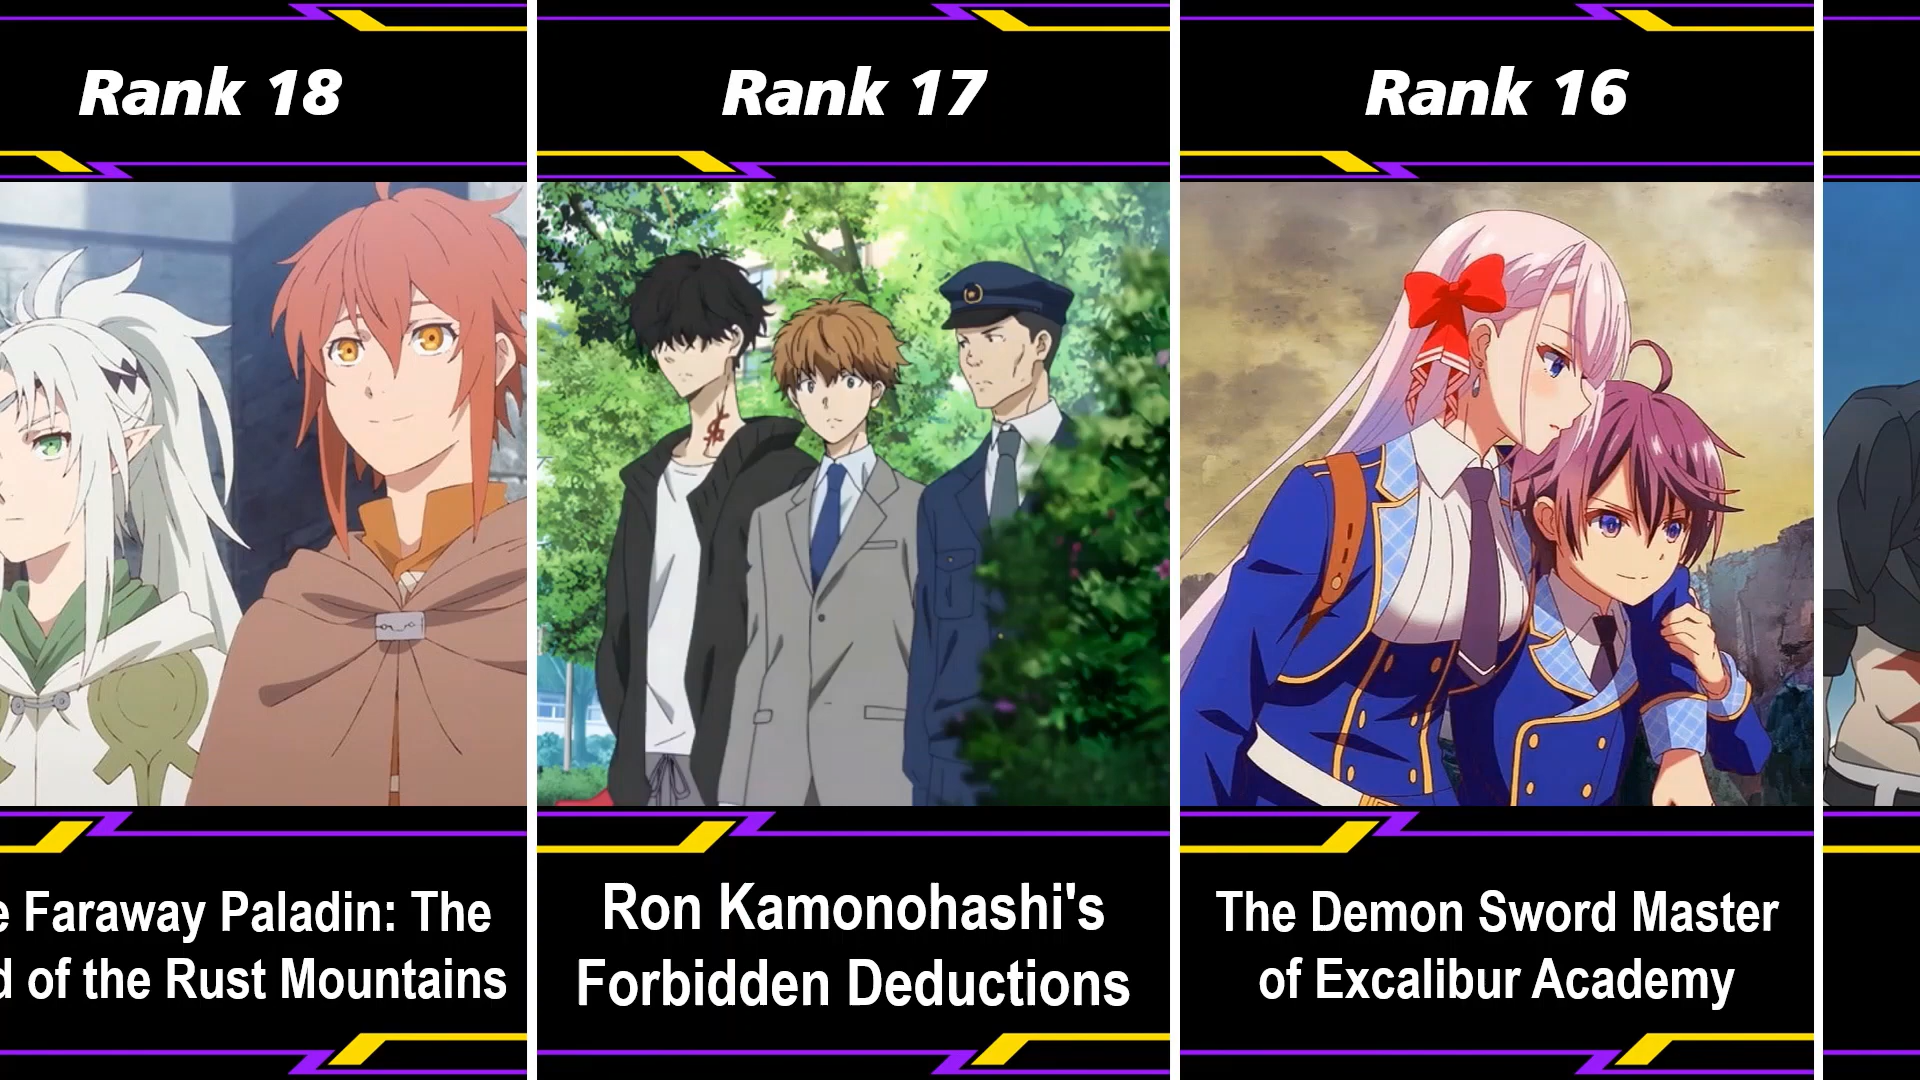 Rank 18
Rank 17
Rank 16
e Faraway Paladin: The
d of the Rust Mountains
Ron Kamonohashi's
Forbidden Deductions
The Demon Sword Master
of Excalibur Academy